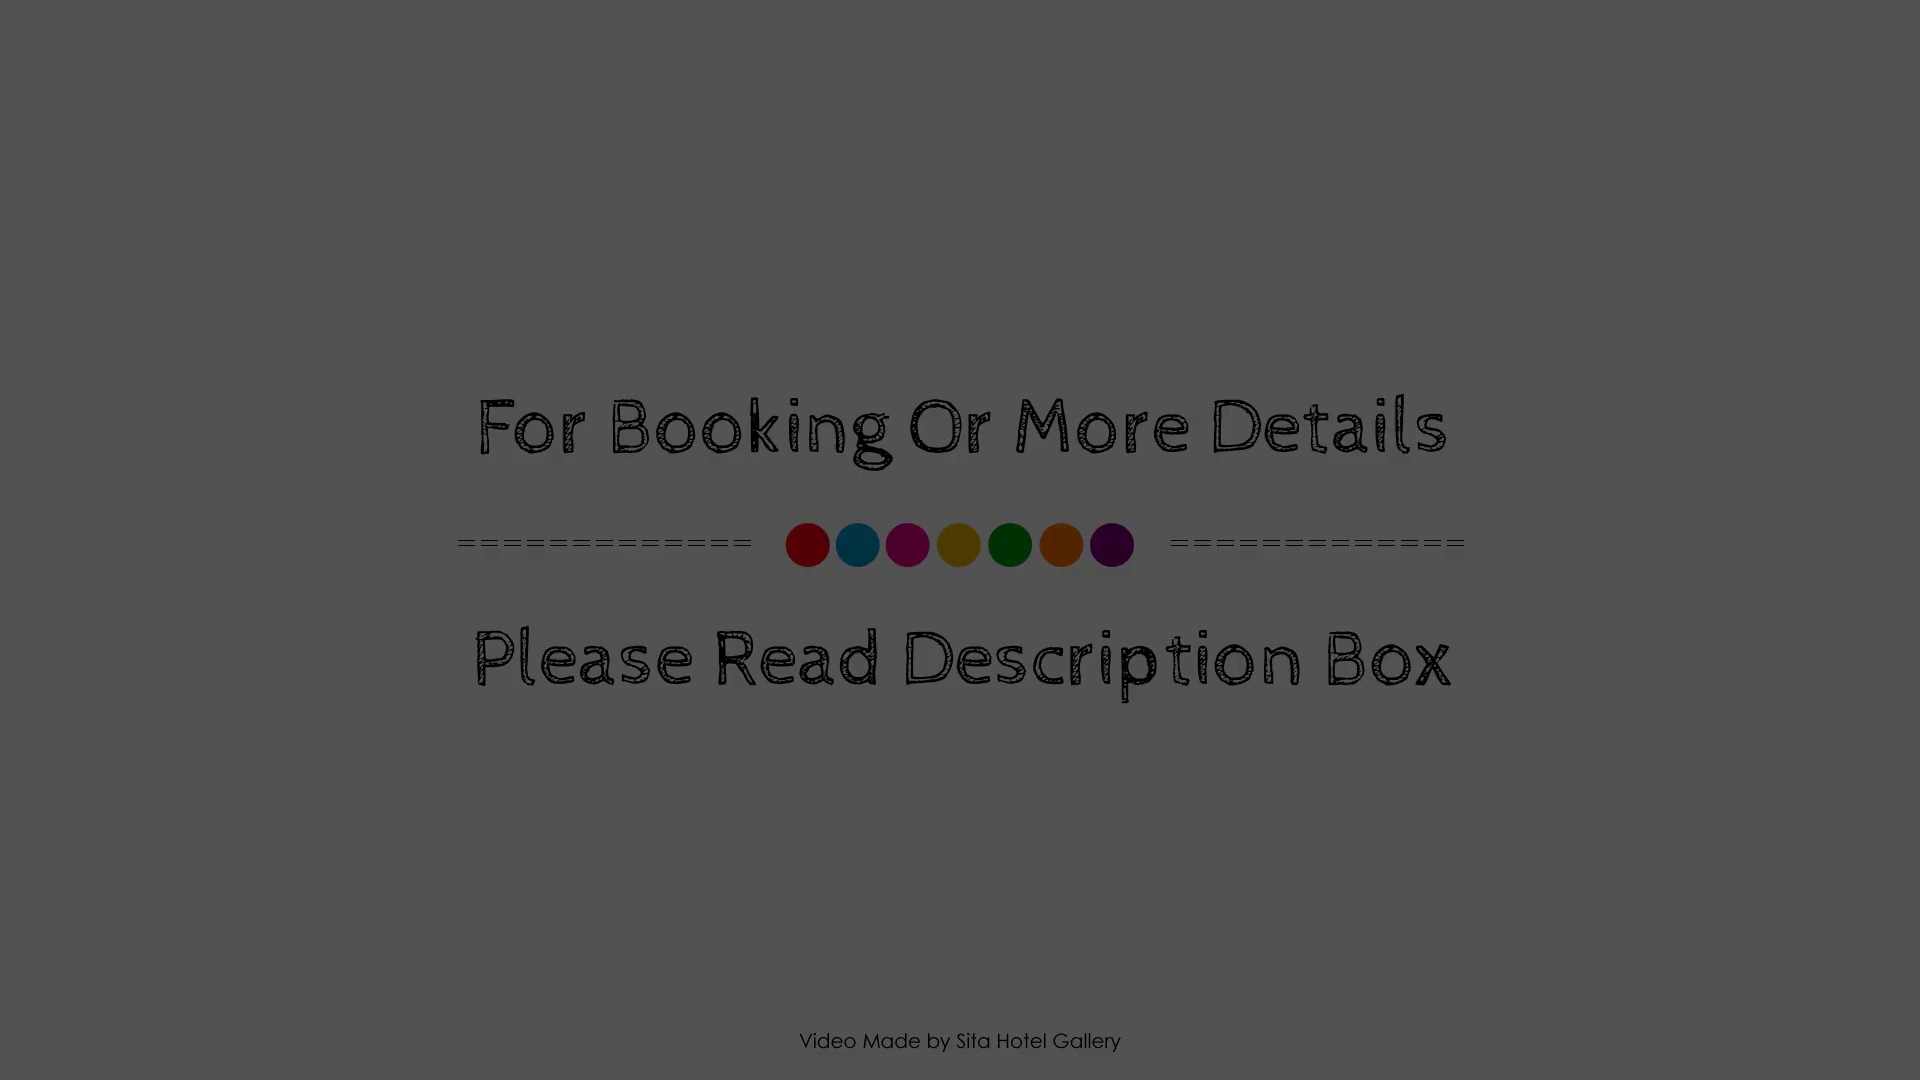 For Booking Or More Details
============= =============
Please Read Description Box
Video Made by Sita Hotel Gallery